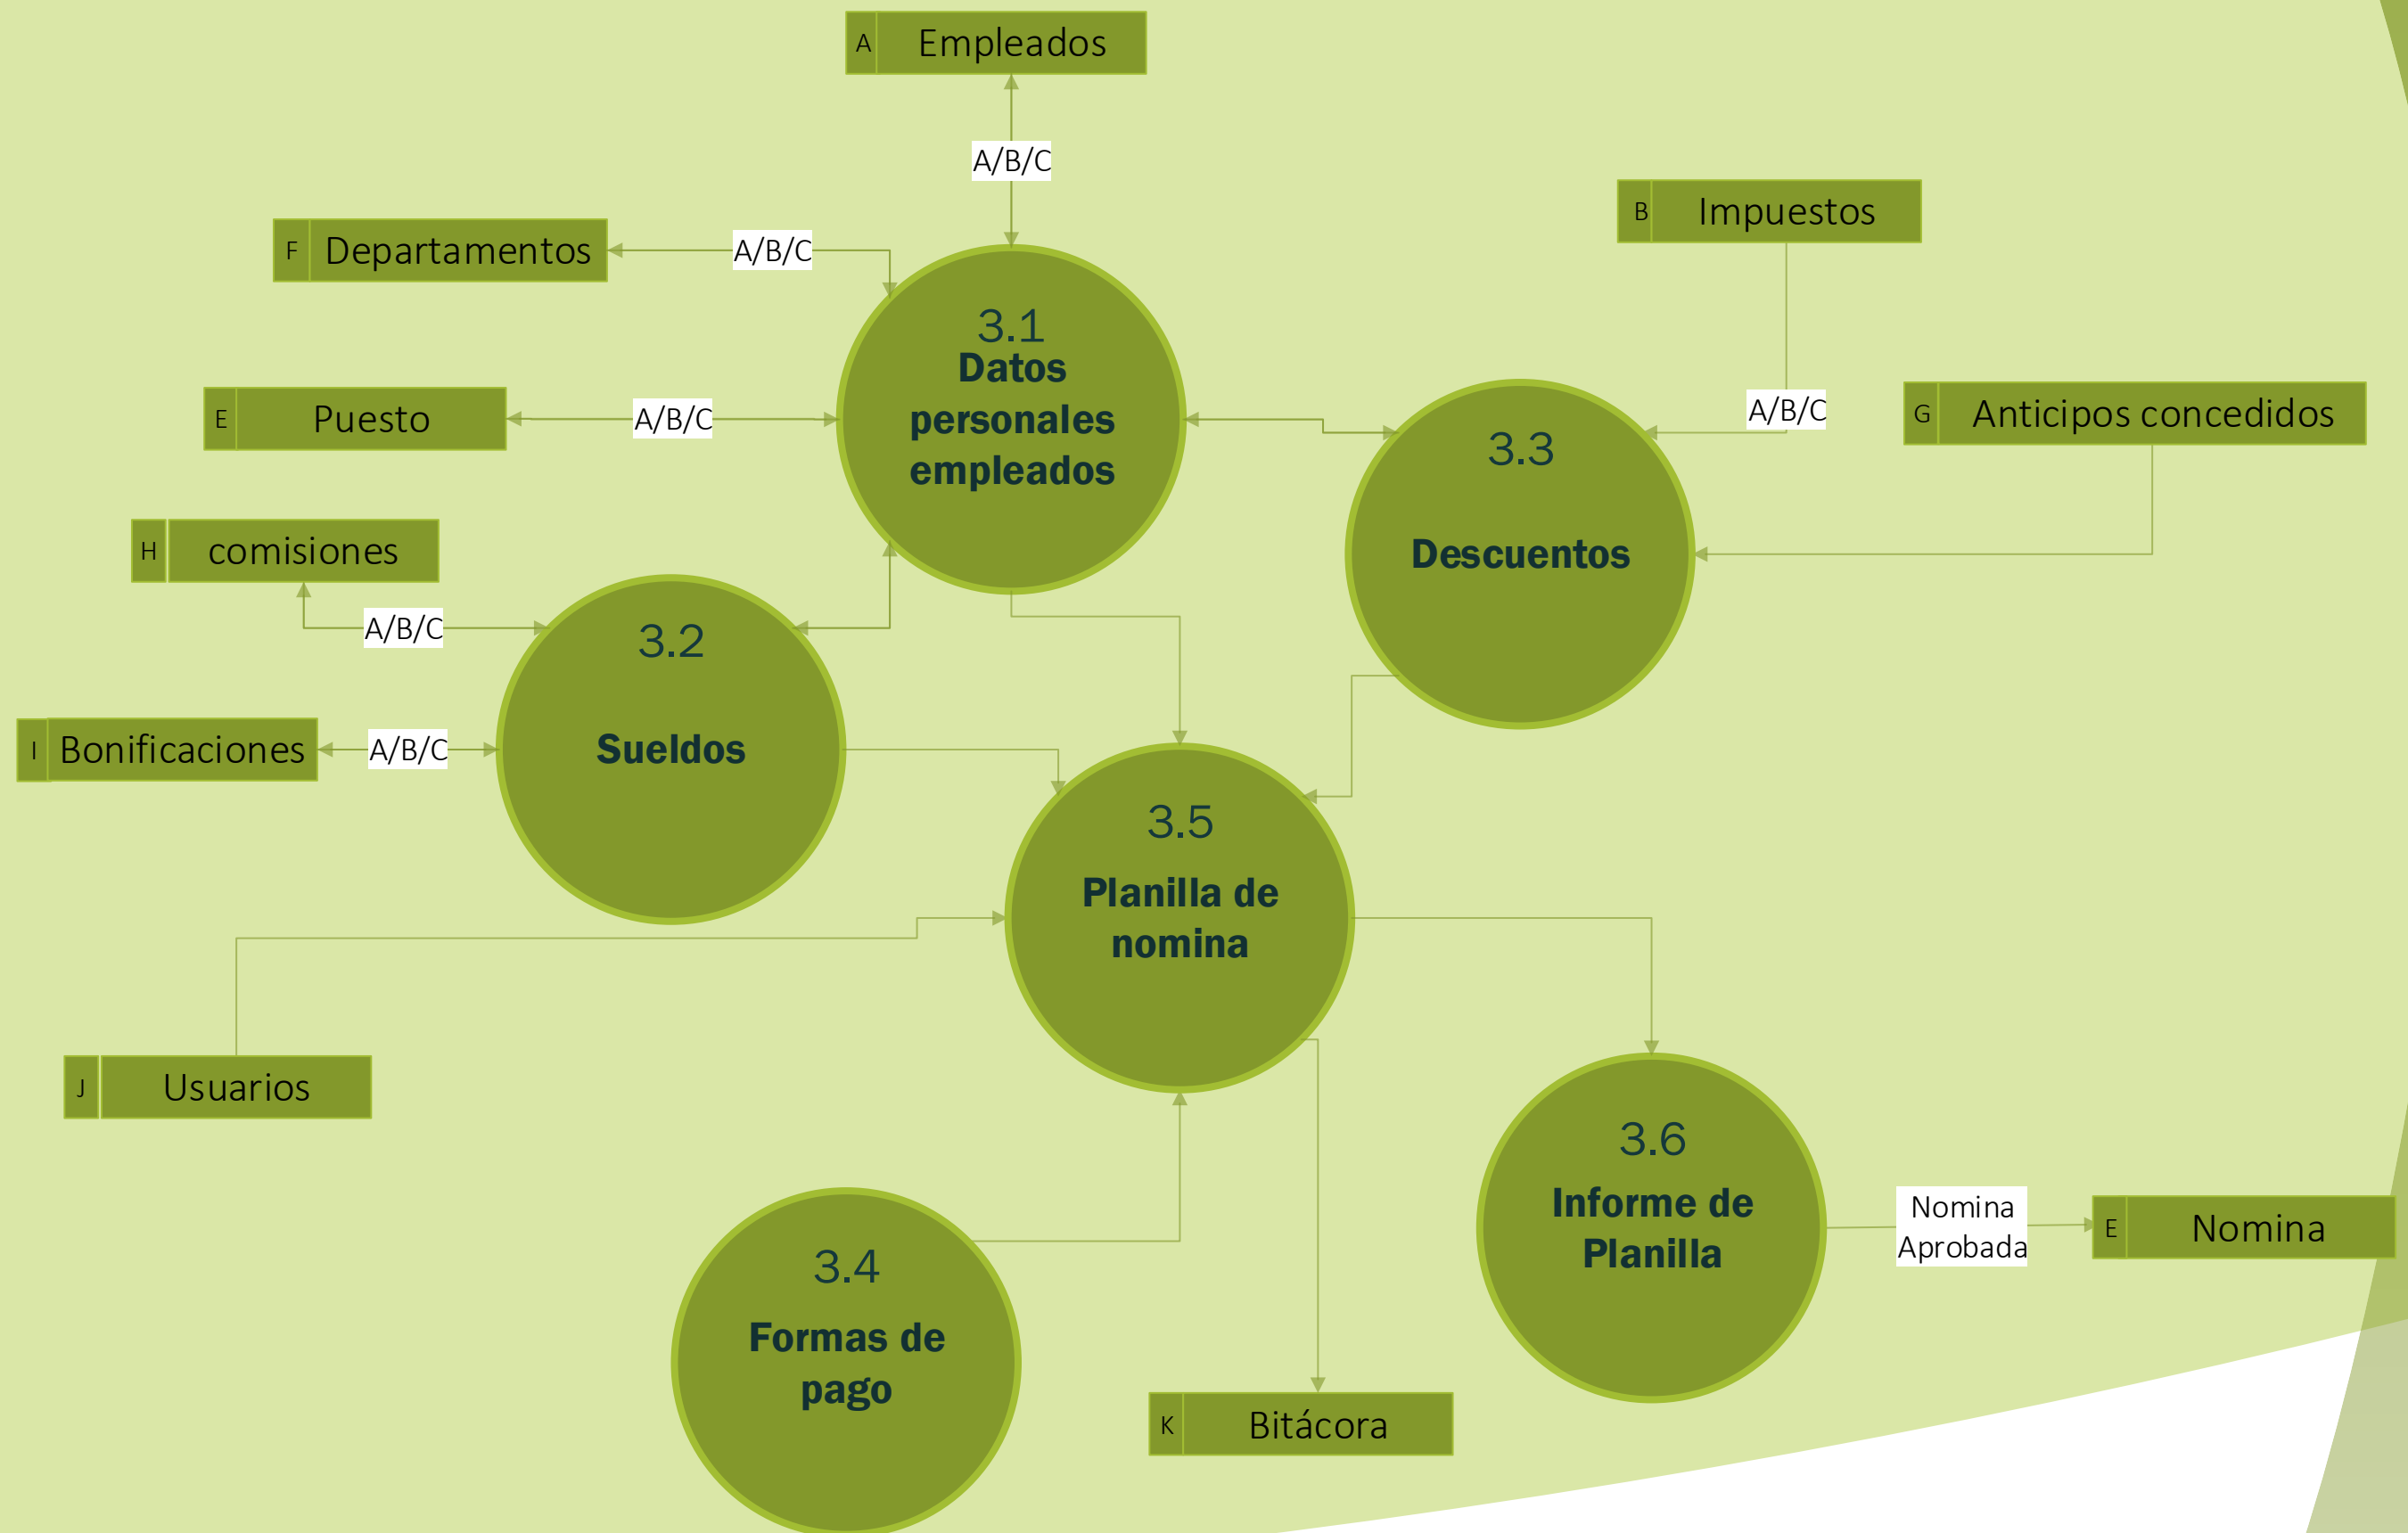 A Empleados
A/B/C
B Impuestos
F Departamentos
A/B/C
3.1
Datos
personales
empleados
E Puesto
A/B/C
A/B/C
G Anticipos concedidos
3.3
Descuentos
H comisiones
A/B/C
3.2
Sueldos
I Bonificaciones
A/B/C
3.5
Planilla de
nomina
J Usuarios
3.6
Informe de
Planilla
Nomina
Aprobada
E Nomina
3.4
Formas de
pago
K Bitácora